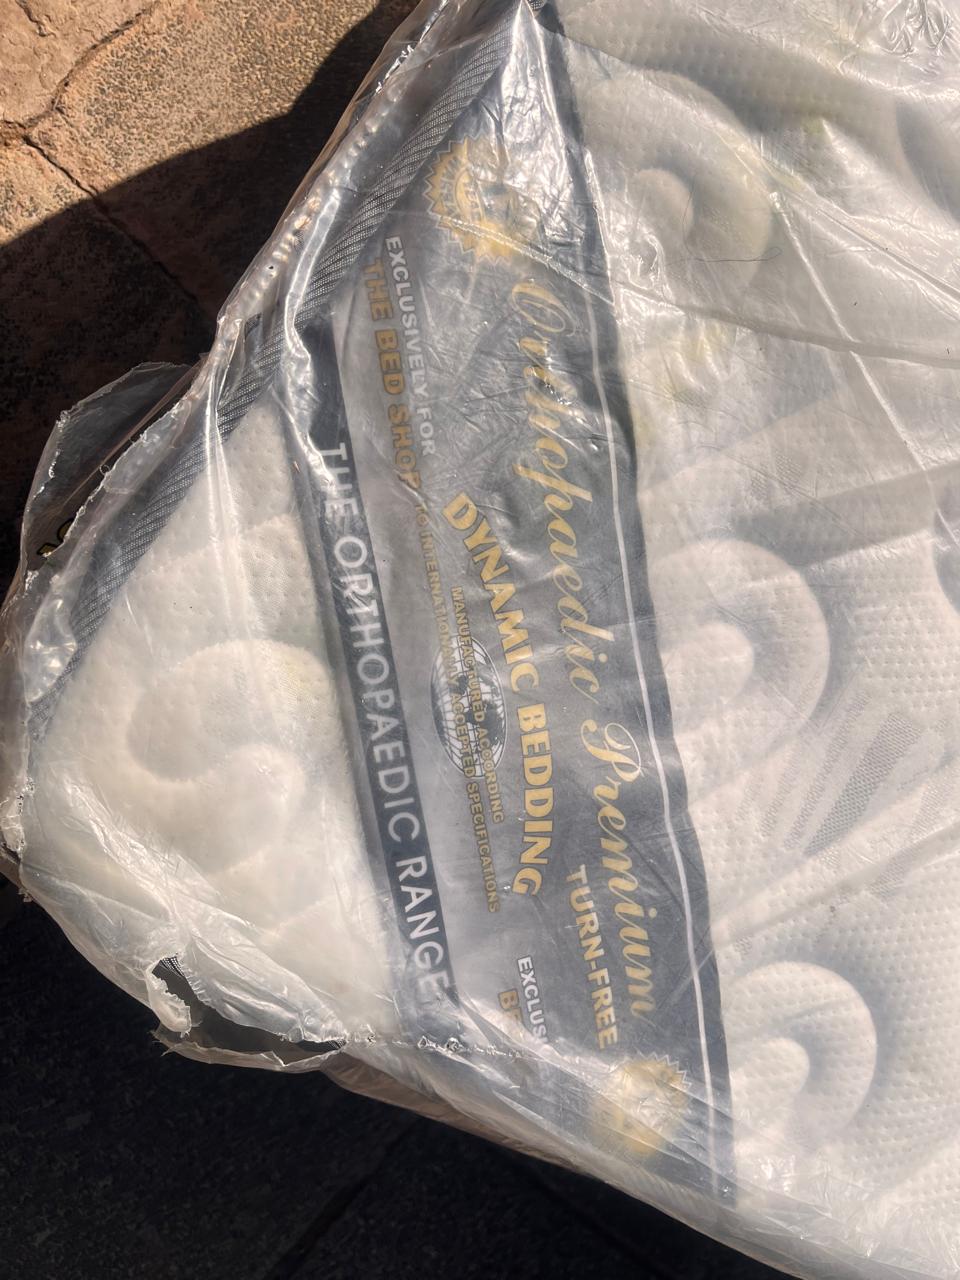 Orthopaedic Premium
TURN-FREE
DYNAMIC BEDDING
MANUFACTURED ACCORDING
TO INTERNATIONALLY ACCEPTED SPECIFICATIONS
EXCLUSIVELY FOR
THE BED SHOP
THE ORTHOPAEDIC RANGE